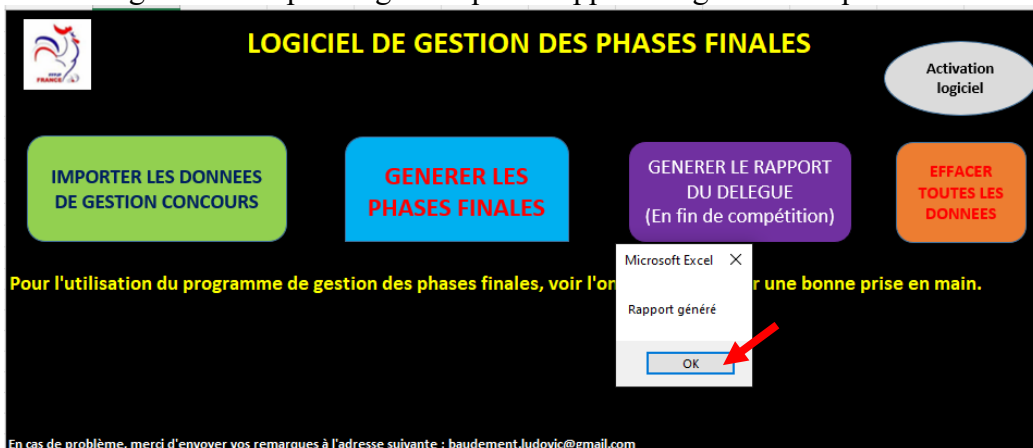 LOGICIEL DE GESTION DES PHASES FINALES
FRANCE
Activation
logiciel
IMPORTER LES DONNEES
DE GESTION CONCOURS
GENERER LES
PHASES FINALES
GENERER LE RAPPORT
DU DELEGUE
(En fin de compétition)
EFFACER
TOUTES LES
DONNEES
Pour l'utilisation du programme de gestion des phases finales, voir l'on r une bonne prise en main.
Microsoft Excel
Rapport généré
OK
En cas de problème, merci d'envoyer vos remarques à l'adresse suivante : baudement.ludovic@gmail.com